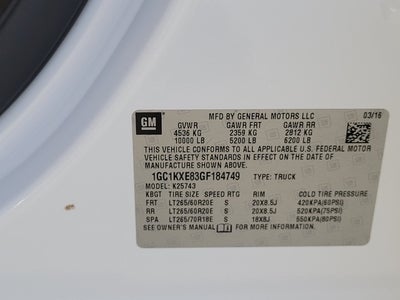 GM
MFD BY GENERAL MOTORS LLC
03/16
GVWR GAWR FRT GAWR RR
4536 KG 2359 KG 2812 KG
10000 LB 5200 LB 6200 LB
THIS VEHICLE CONFORMS TO ALL APPLICABLE U.S. FEDERAL MOTOR
VEHICLE SAFETY STANDARDS IN EFFECT ON THE DATE OF
MANUFACTURE SHOWN ABOVE.
1GC1KXE83GF184749 TYPE: TRUCK
MODEL: K25743
KBGT TIRE SIZE SPEED RTG RIM COLD TIRE PRESSURE
FRT LT265/60R20E S 20X8.5J 420KPA(60PSI)
RR LT265/60R20E S 20X8.5J 520KPA(75PSI)
SPA LT265/70R18E S 18X8J 550KPA(80PSI)
SEE OWNER'S MANUAL FOR MORE INFORMATION.